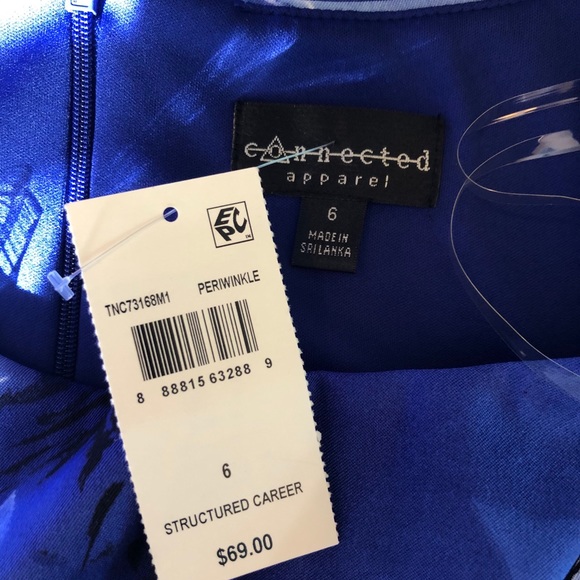 connected
apparel
6
MADE IN
SRI LANKA
EPC
TNC73168M1 PERIWINKLE
8 88815 63288 9
6
STRUCTURED CAREER
$69.00